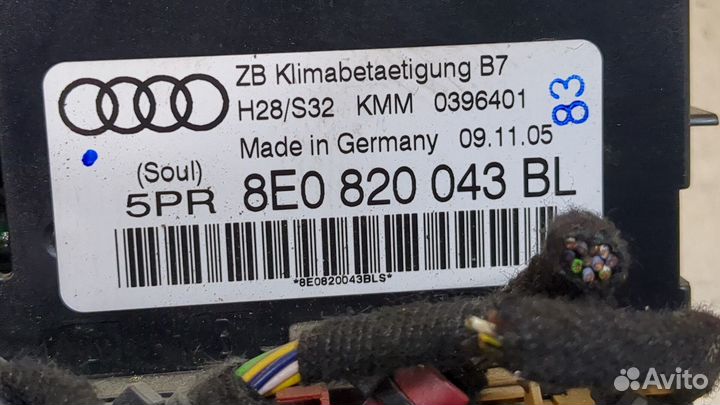 ZB Klimabetaetigung B7
H28/S32 KMM 0396401
83
Made in Germany 09.11.05
(Soul)
5PR 8E0 820 043 BL
*8E0820043BLS*
Avito